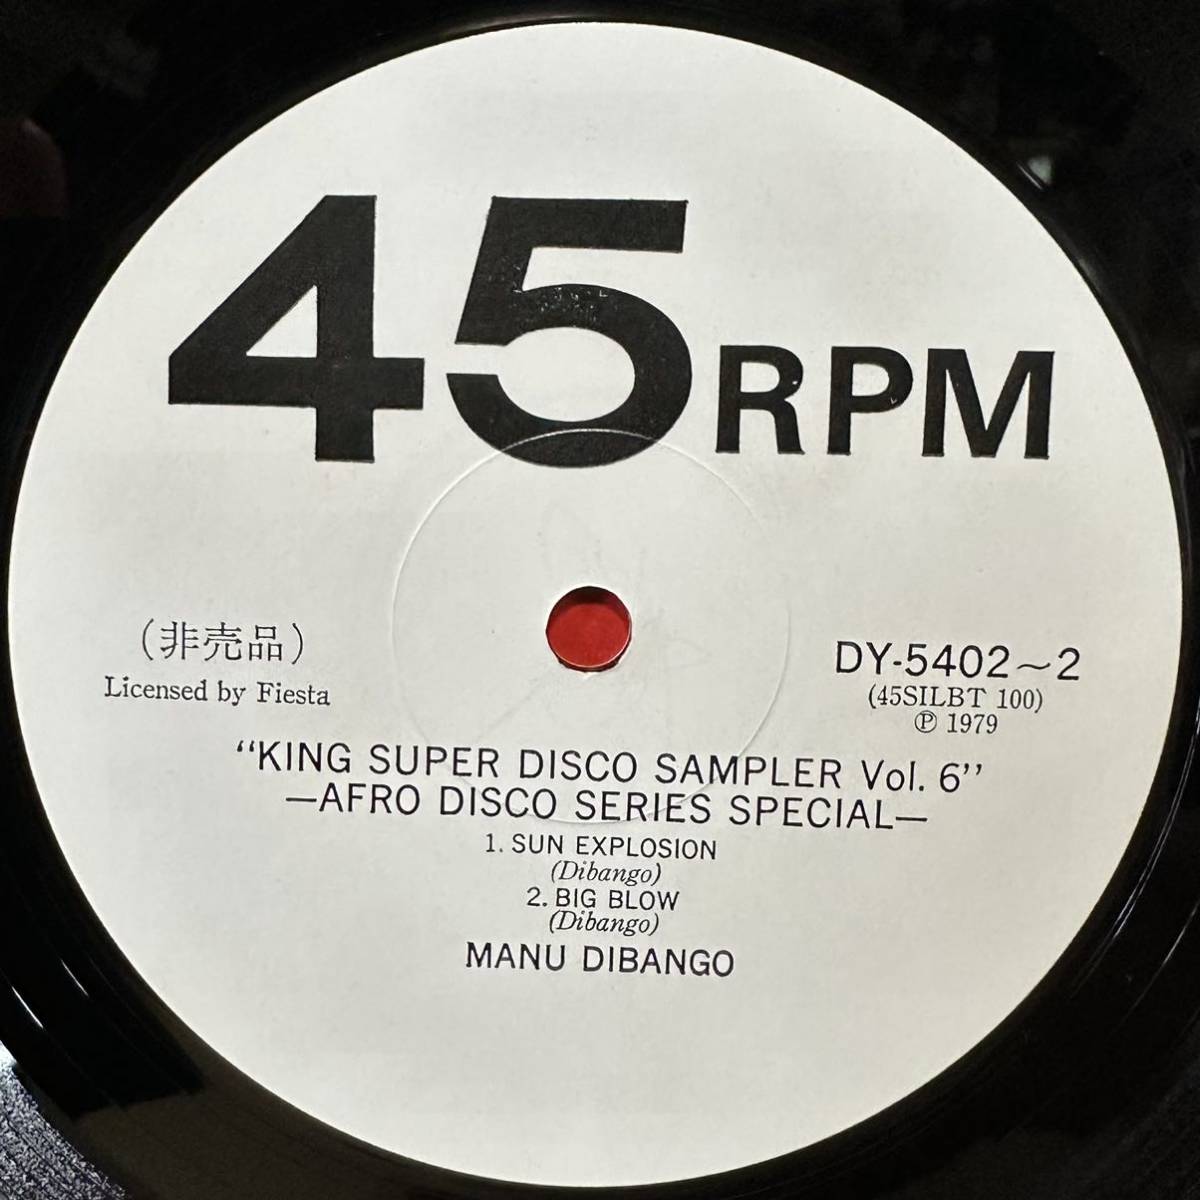 45RPM
（非売品）
Licensed by Fiesta
DY-5402～2
(45SILBT 100)
Ⓟ 1979
"KING SUPER DISCO SAMPLER Vol. 6"
—AFRO DISCO SERIES SPECIAL—
1. SUN EXPLOSION
(Dibango)
2. BIG BLOW
(Dibango)
MANU DIBANGO